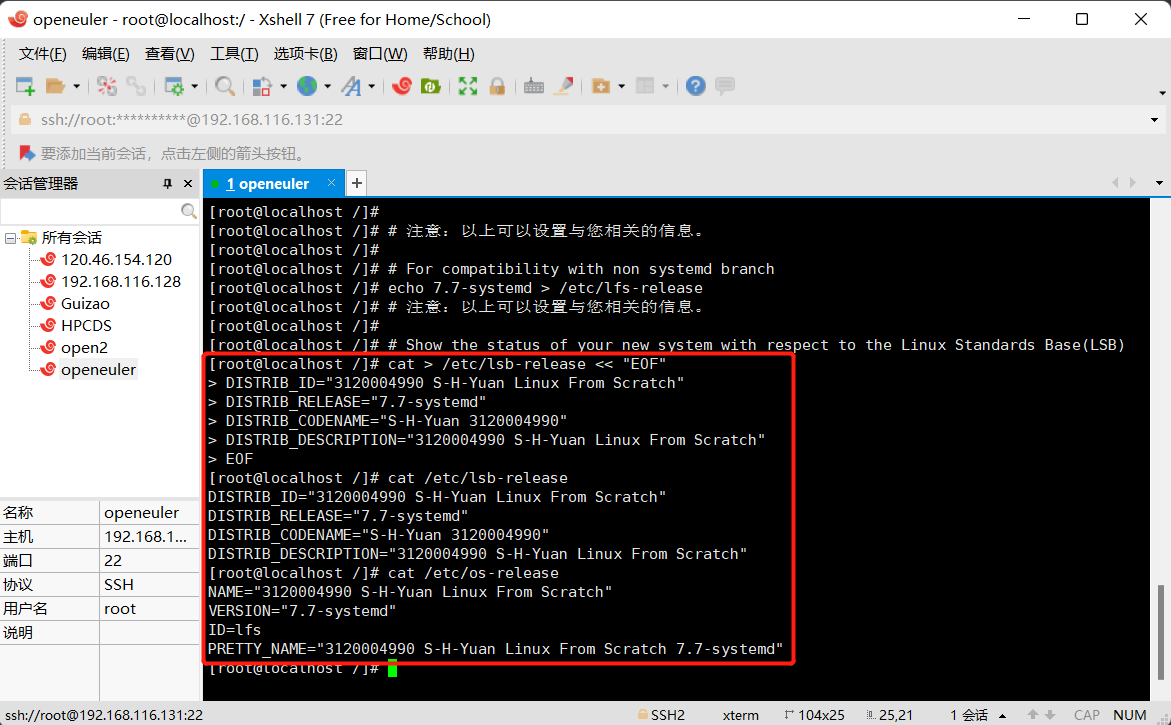 openeuler - root@localhost:/ - Xshell 7 (Free for Home/School)
文件(F) 编辑(E) 查看(V) 工具(T) 选项卡(B) 窗口(W) 帮助(H)
ssh://root:**********@192.168.116.131:22
要添加当前会话，点击左侧的箭头按钮。
会话管理器
1 openeuler
所有会话
120.46.154.120
192.168.116.128
Guizao
HPCDS
open2
openeuler
名称 openeuler
主机 192.168.1...
端口 22
协议 SSH
用户名 root
说明
[root@localhost /]#
[root@localhost /]# # 注意：以上可以设置与您相关的信息。
[root@localhost /]#
[root@localhost /]# # For compatibility with non systemd branch
[root@localhost /]# echo 7.7-systemd > /etc/lfs-release
[root@localhost /]# # 注意：以上可以设置与您相关的信息。
[root@localhost /]#
[root@localhost /]# # Show the status of your new system with respect to the Linux Standards Base(LSB)
[root@localhost /]# cat > /etc/lsb-release << "EOF"
> DISTRIB_ID="3120004990 S-H-Yuan Linux From Scratch"
> DISTRIB_RELEASE="7.7-systemd"
> DISTRIB_CODENAME="S-H-Yuan 3120004990"
> DISTRIB_DESCRIPTION="3120004990 S-H-Yuan Linux From Scratch"
> EOF
[root@localhost /]# cat /etc/lsb-release
DISTRIB_ID="3120004990 S-H-Yuan Linux From Scratch"
DISTRIB_RELEASE="7.7-systemd"
DISTRIB_CODENAME="S-H-Yuan 3120004990"
DISTRIB_DESCRIPTION="3120004990 S-H-Yuan Linux From Scratch"
[root@localhost /]# cat /etc/os-release
NAME="3120004990 S-H-Yuan Linux From Scratch"
VERSION="7.7-systemd"
ID=lfs
PRETTY_NAME="3120004990 S-H-Yuan Linux From Scratch 7.7-systemd"
[root@localhost /]#
ssh://root@192.168.116.131:22 SSH2 xterm 104x25 25,21 1 会话 CAP NUM